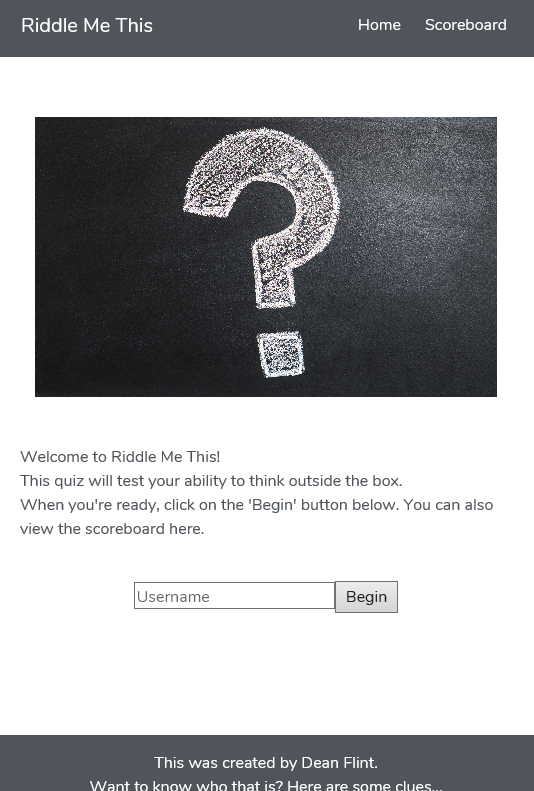 Riddle Me This
Home
Scoreboard
Welcome to Riddle Me This!
This quiz will test your ability to think outside the box.
When you're ready, click on the 'Begin' button below. You can also
view the scoreboard here.
Username
Begin
This was created by Dean Flint.
Want to know who that is? Here are some clues...